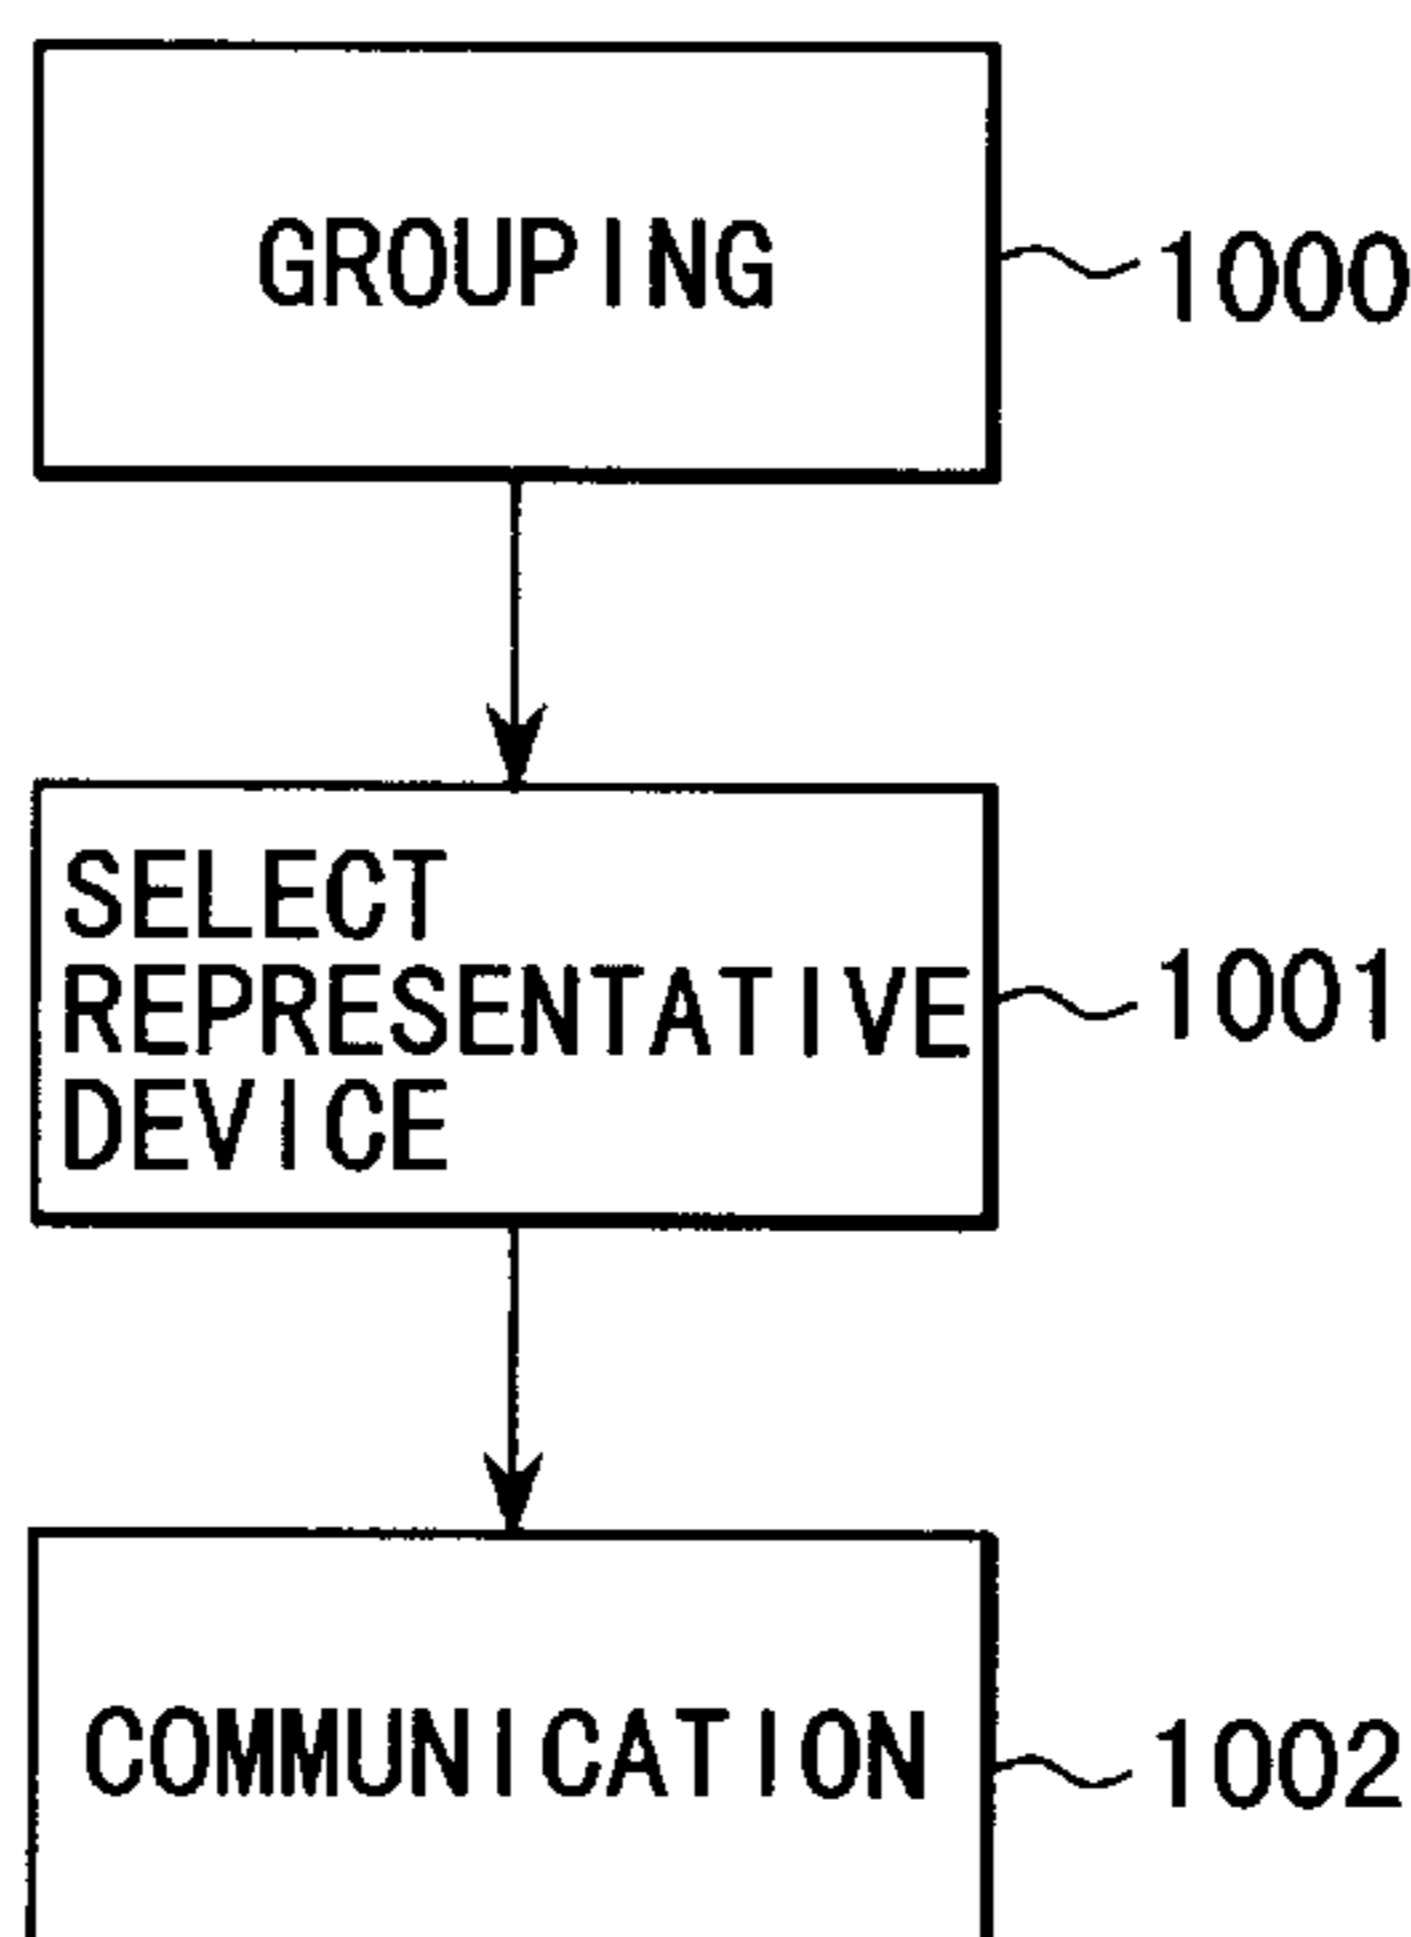 GROUPING
1000
SELECT
REPRESENTATIVE
DEVICE
1001
COMMUNICATION
1002